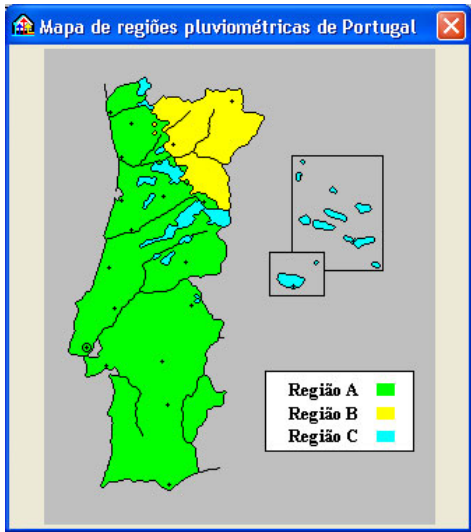 Mapa de regiões pluviométricas de Portugal
Região A
Região B
Região C